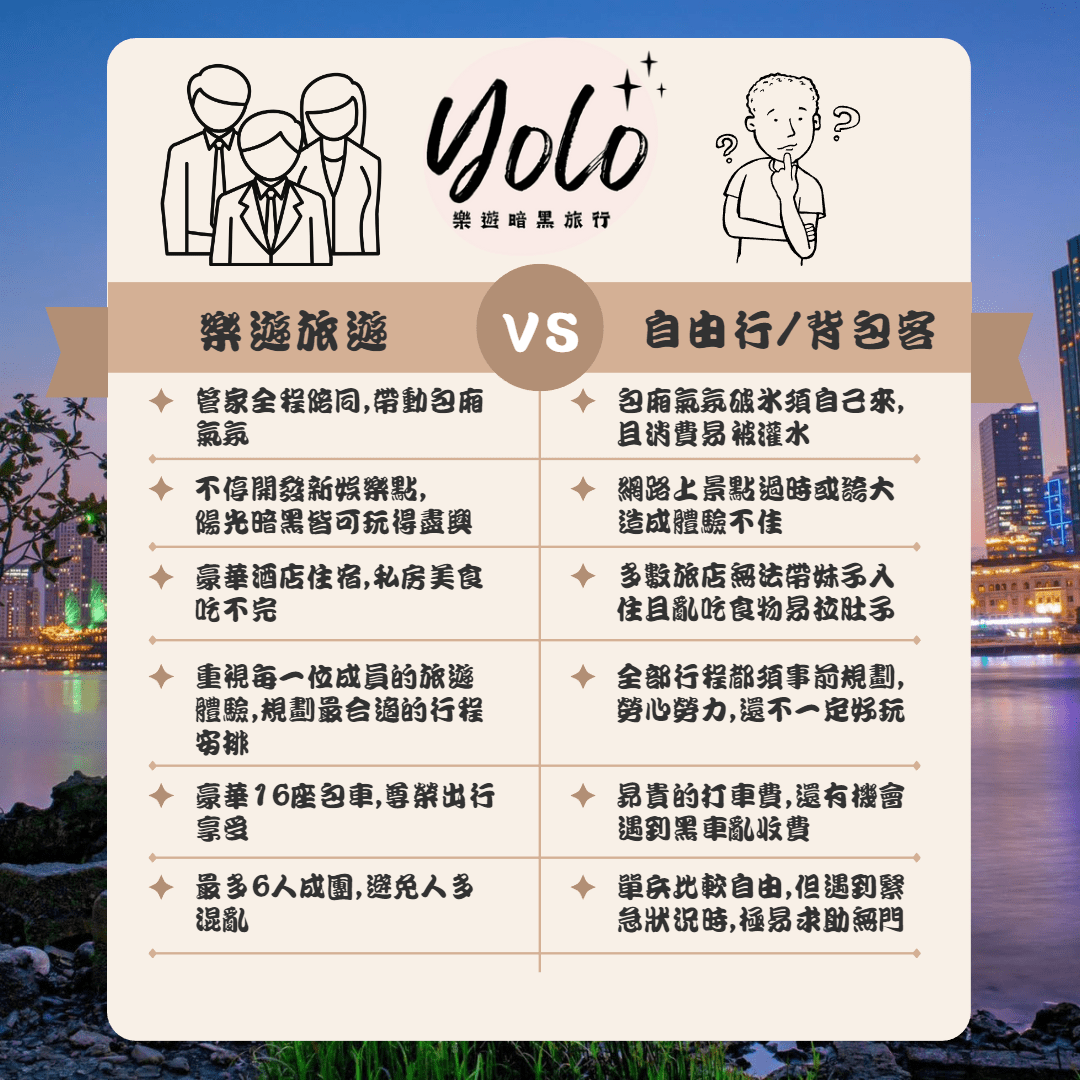 yolo
樂遊暗黑旅行
樂遊旅遊
VS
自由行/背包客
管家全程陪同,帶動包廂
氣氛
包廂氣氛破冰須自己來,
且消費易被灌水
不停開發新娛樂點,
陽光暗黑皆可玩得盡興
網路上景點過時或誇大
造成體驗不佳
豪華酒店住宿,私房美食
吃不完
多數旅店無法帶妹子入
住且亂吃食物易拉肚子
重視每一位成員的旅遊
體驗,規劃最合適的行程
安排
全部行程都須事前規劃,
勞心勞力,還不一定好玩
豪華16座包車,尊榮出行
享受
昂貴的打車費,還有機會
遇到黑車亂收費
最多6人成團,避免人多
混亂
單兵比較自由,但遇到緊
急狀況時,極易求助無門
?
?